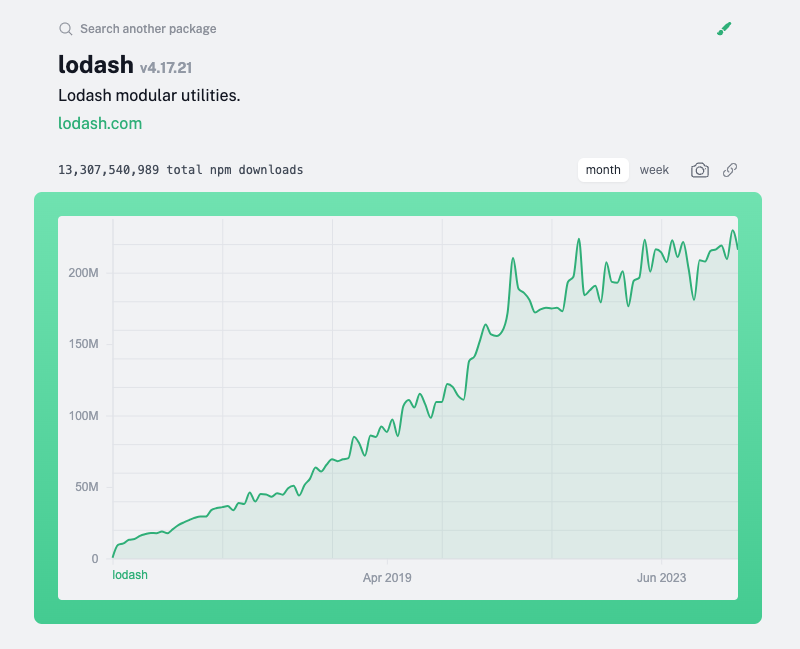 Search another package
lodash v4.17.21
Lodash modular utilities.
lodash.com
13,307,540,989 total npm downloads
month week
200M
150M
100M
50M
0
lodash
Apr 2019
Jun 2023